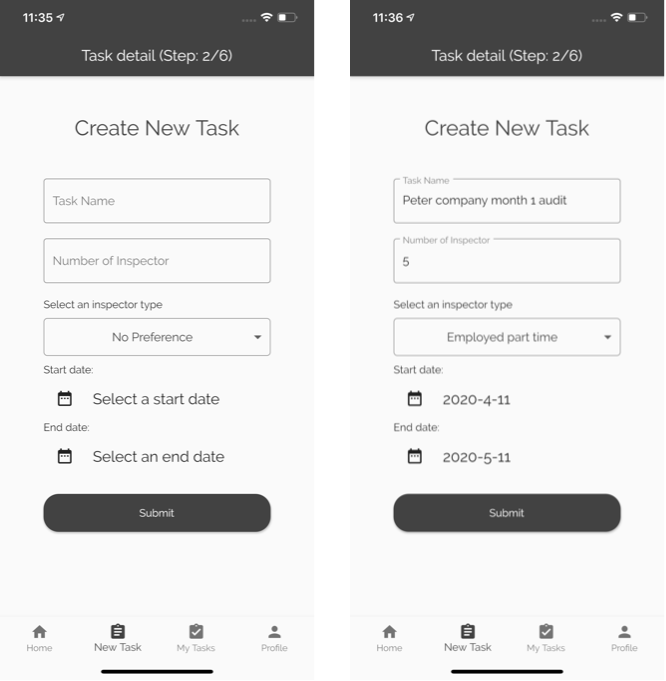 11:35
Task detail (Step: 2/6)
Create New Task
Task Name
Number of Inspector
Select an inspector type
No Preference
Start date:
Select a start date
End date:
Select an end date
Submit
Home
New Task
My Tasks
Profile
11:36
Task detail (Step: 2/6)
Create New Task
Task Name
Peter company month 1 audit
Number of Inspector
5
Select an inspector type
Employed part time
Start date:
2020-4-11
End date:
2020-5-11
Submit
Home
New Task
My Tasks
Profile